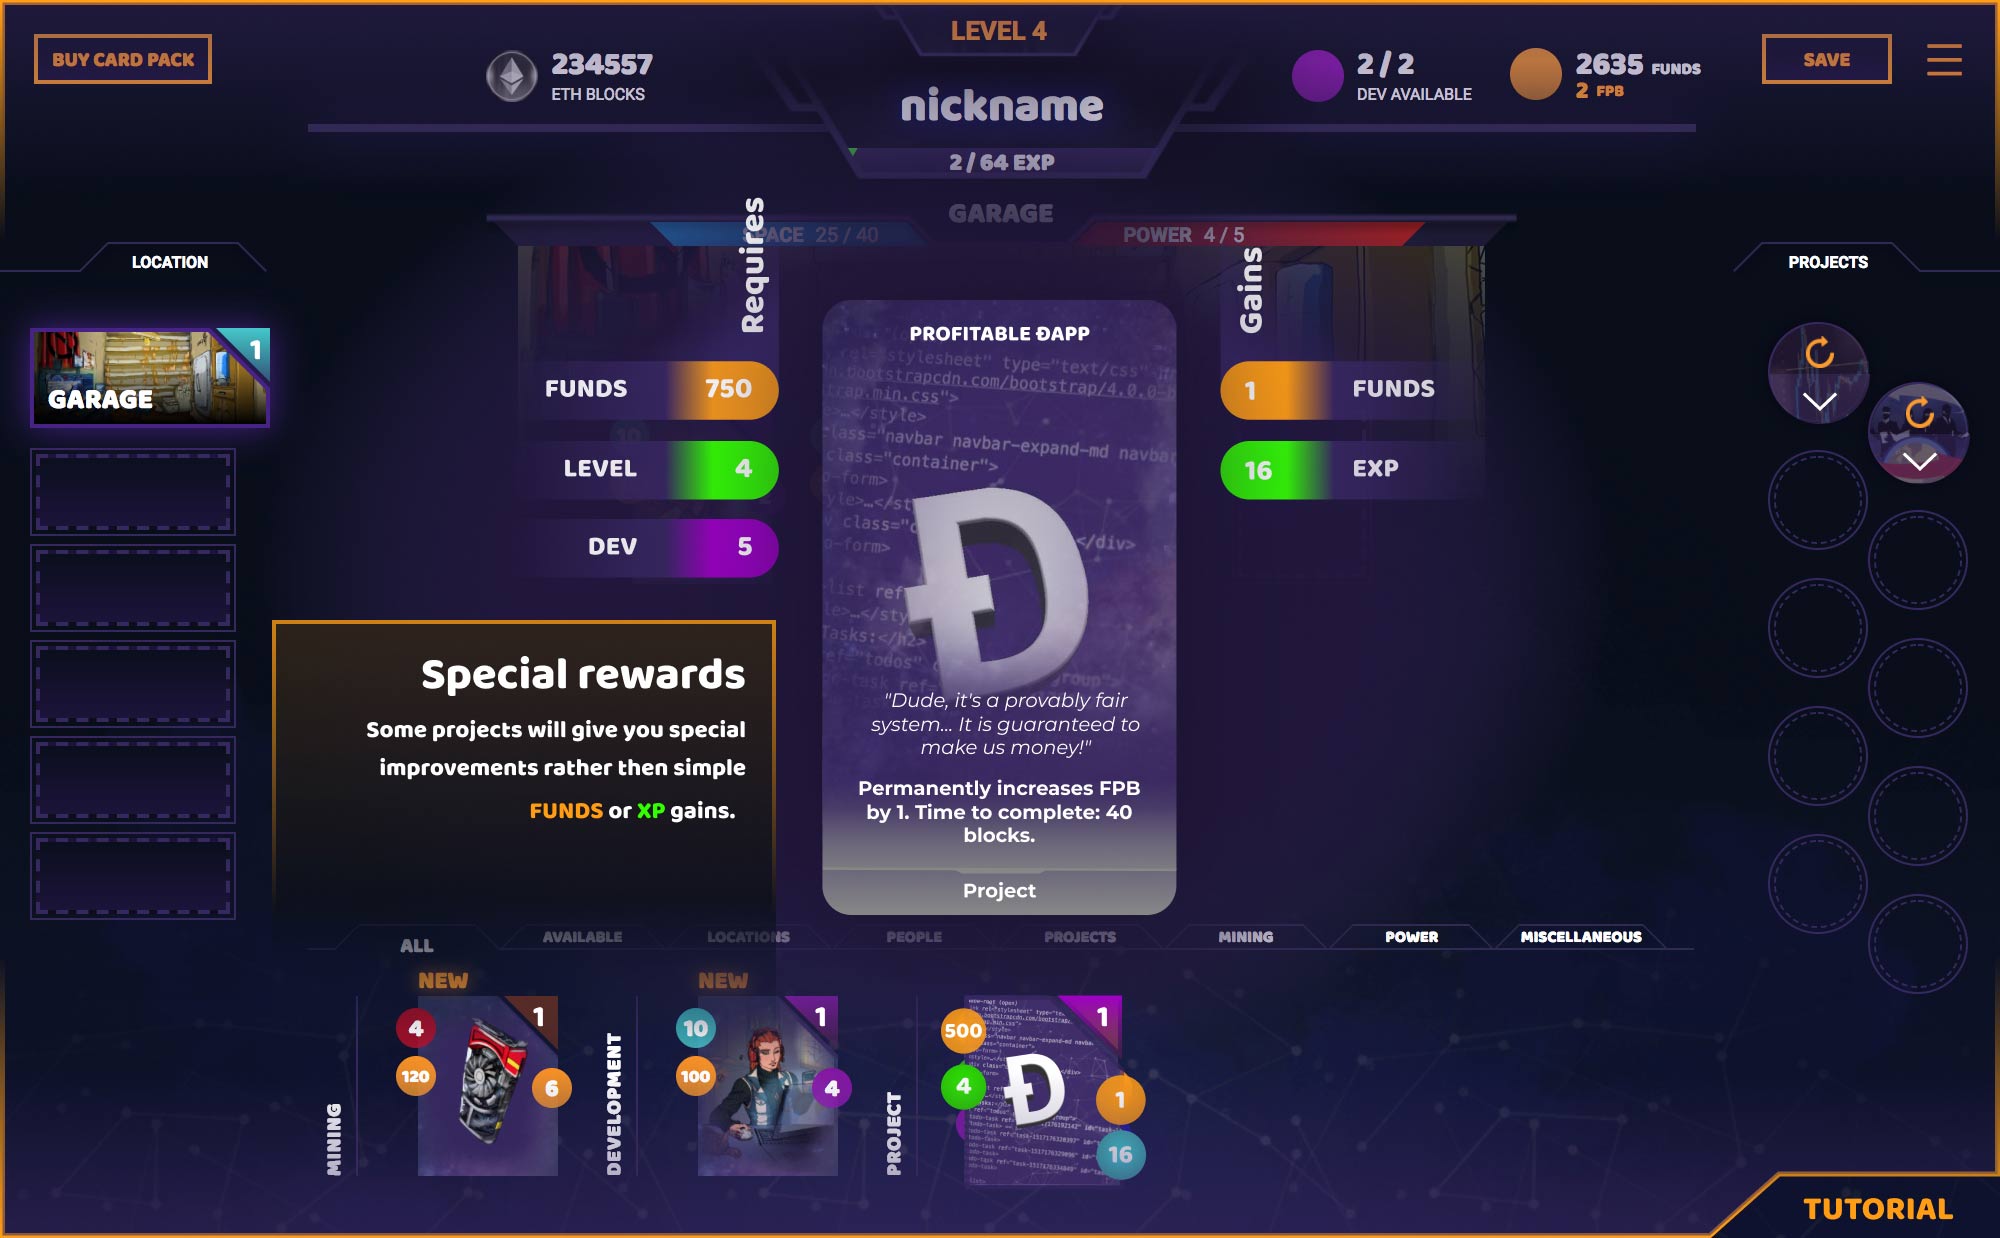 LEVEL 4
BUY CARD PACK
234557
ETH BLOCKS
nickname
2 / 2
DEV AVAILABLE
2635 FUNDS
2 FPB
SAVE
2 / 64 EXP
GARAGE
SPACE 25 / 40
POWER 4 / 5
LOCATION
PROJECTS
GARAGE
1
Requires
FUNDS 750
LEVEL 4
DEV 5
PROFITABLE ĐAPP
Đ
"Dude, it's a provably fair
system... It is guaranteed to
make us money!"
Permanently increases FPB
by 1. Time to complete: 40
blocks.
Project
Gains
1 FUNDS
16 EXP
Special rewards
Some projects will give you special
improvements rather then simple
FUNDS or XP gains.
ALL
AVAILABLE
LOCATIONS
PEOPLE
PROJECTS
MINING
POWER
MISCELLANEOUS
NEW
MINING
4
120
1
6
NEW
DEVELOPMENT
10
100
1
4
PROJECT
500
4
1
Đ
1
16
TUTORIAL